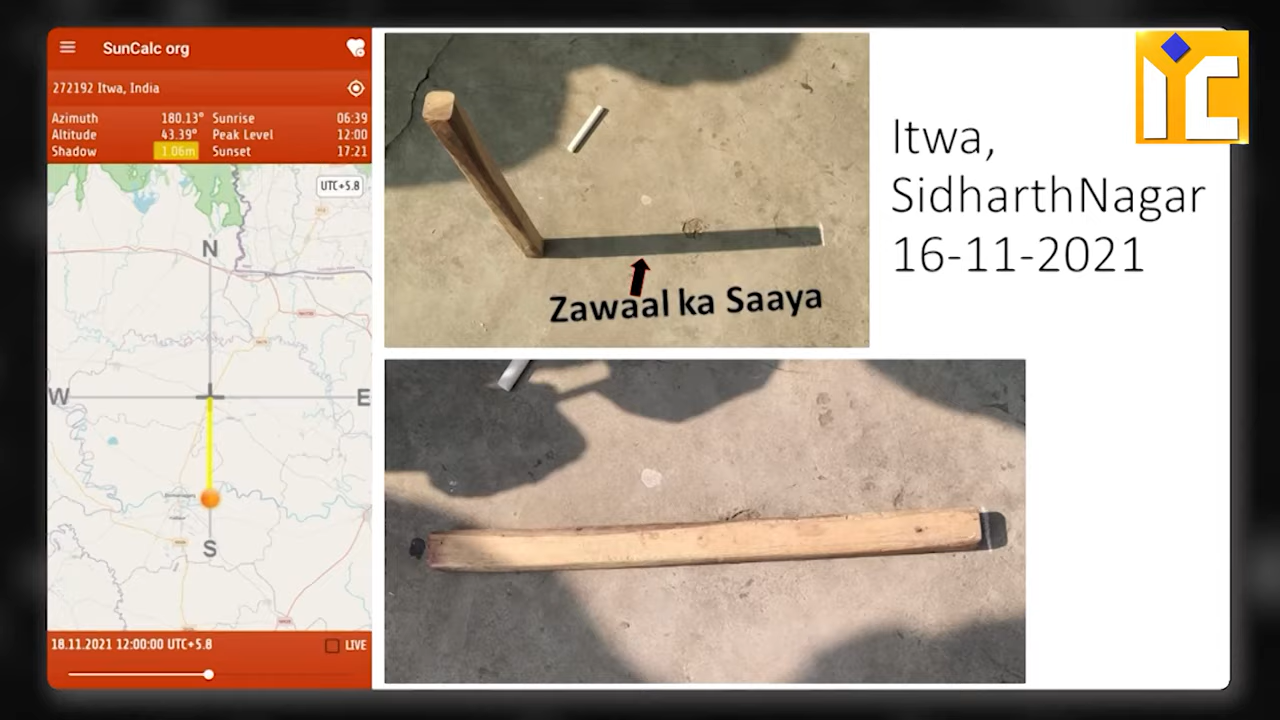 SunCalc org
272192 Itwa, India
Azimuth 180.13° Sunrise 06:39
Altitude 43.39° Peak Level 12:00
Shadow 1.06m Sunset 17:21
UTC+5.8
N
W E
S
18.11.2021 12:00:00 UTC+5.8 LIVE
Zawaal ka Saaya
Itwa,
SidharthNagar
16-11-2021
IYC